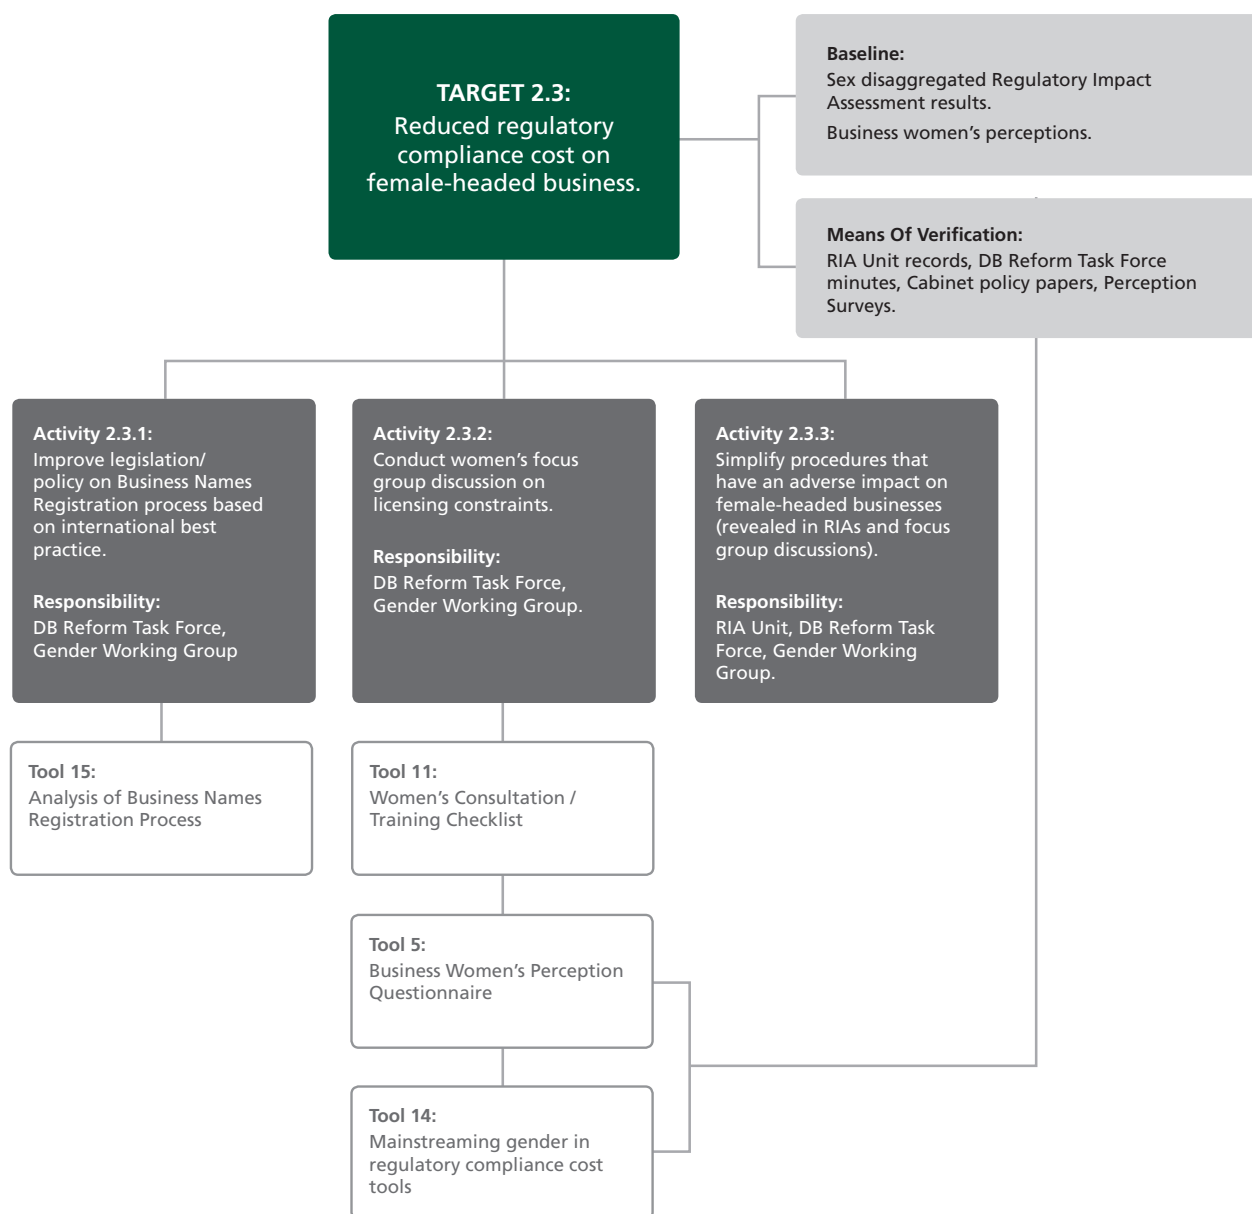 TARGET 2.3:
Reduced regulatory
compliance cost on
female-headed business.
Baseline:
Sex disaggregated Regulatory Impact
Assessment results.
Business women’s perceptions.
Means Of Verification:
RIA Unit records, DB Reform Task Force
minutes, Cabinet policy papers, Perception
Surveys.
Activity 2.3.1:
Improve legislation/
policy on Business Names
Registration process based
on international best
practice.
Responsibility:
DB Reform Task Force,
Gender Working Group
Activity 2.3.2:
Conduct women’s focus
group discussion on
licensing constraints.
Responsibility:
DB Reform Task Force,
Gender Working Group.
Activity 2.3.3:
Simplify procedures that
have an adverse impact on
female-headed businesses
(revealed in RIAs and focus
group discussions).
Responsibility:
RIA Unit, DB Reform Task
Force, Gender Working
Group.
Tool 15:
Analysis of Business Names
Registration Process
Tool 11:
Women’s Consultation /
Training Checklist
Tool 5:
Business Women’s Perception
Questionnaire
Tool 14:
Mainstreaming gender in
regulatory compliance cost
tools